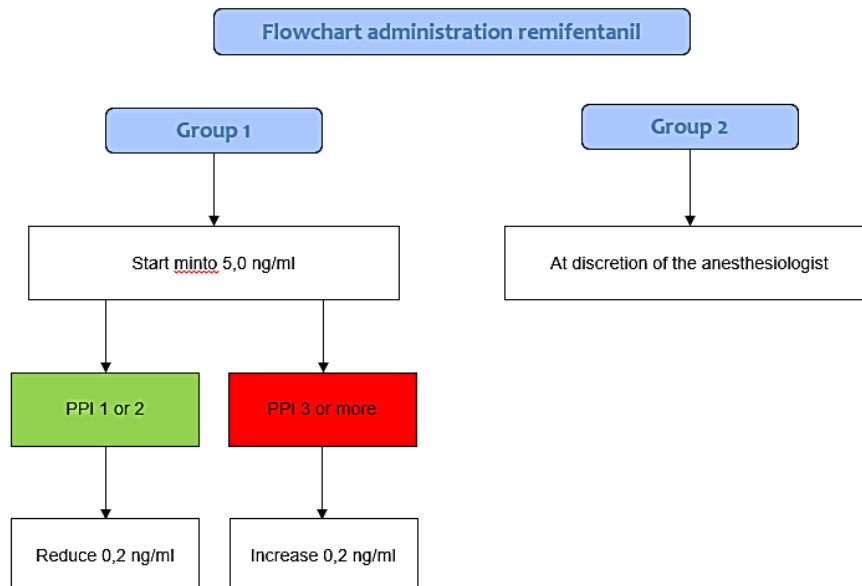 Flowchart administration remifentanil
Group 1
Group 2
Start minto 5,0 ng/ml
At discretion of the anesthesiologist
PPI 1 or 2
PPI 3 or more
Reduce 0,2 ng/ml
Increase 0,2 ng/ml